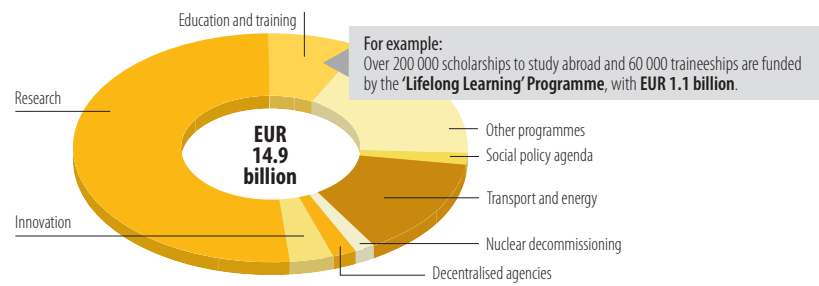 Education and training
For example:
Over 200 000 scholarships to study abroad and 60 000 traineeships are funded
by the ‘Lifelong Learning’ Programme, with EUR 1.1 billion.
Research
Other programmes
EUR
14.9
billion
Social policy agenda
Transport and energy
Innovation
Nuclear decommissioning
Decentralised agencies